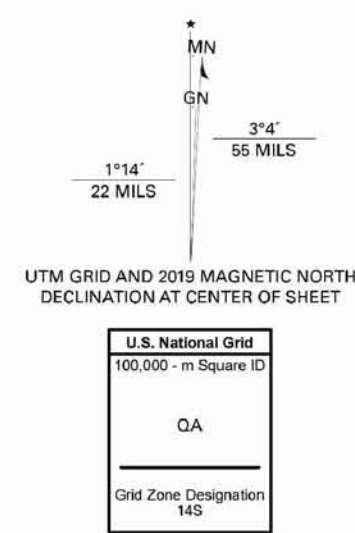 ★
MN
GN
3°4´
55 MILS
1°14´
22 MILS
UTM GRID AND 2019 MAGNETIC NORTH
DECLINATION AT CENTER OF SHEET
U.S. National Grid
100,000 - m Square ID
QA
Grid Zone Designation
14S